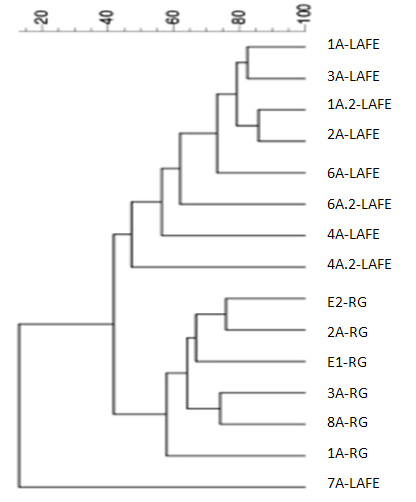 20 40 60 80 100
1A-LAFE
3A-LAFE
1A.2-LAFE
2A-LAFE
6A-LAFE
6A.2-LAFE
4A-LAFE
4A.2-LAFE
E2-RG
2A-RG
E1-RG
3A-RG
8A-RG
1A-RG
7A-LAFE